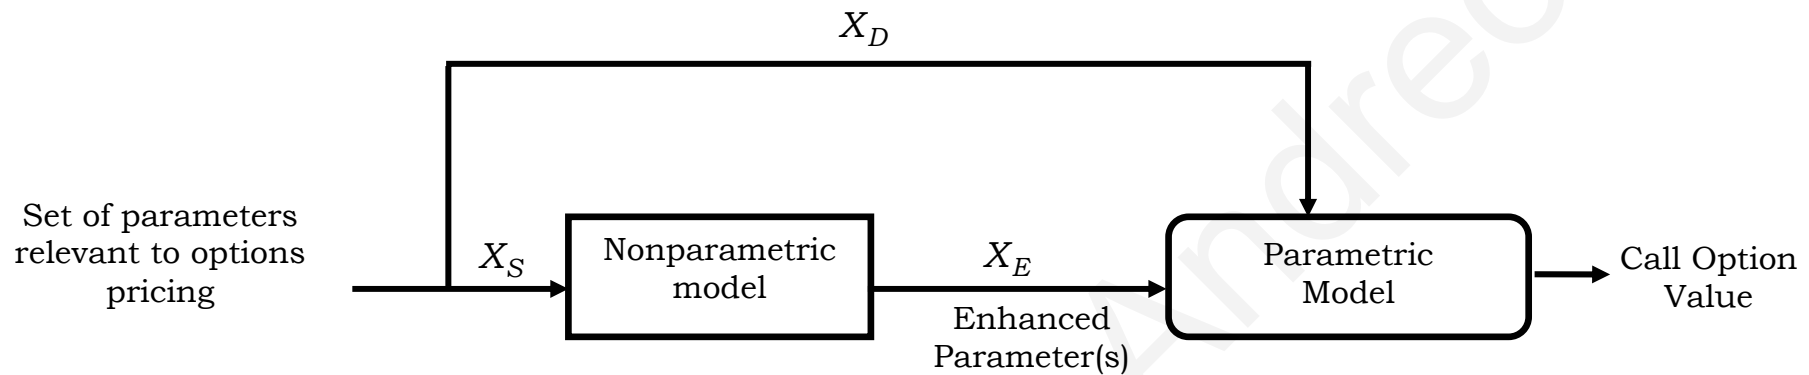 X_D
Set of parameters
relevant to options
pricing
X_S
Nonparametric
model
X_E
Enhanced
Parameter(s)
Parametric
Model
Call Option
Value